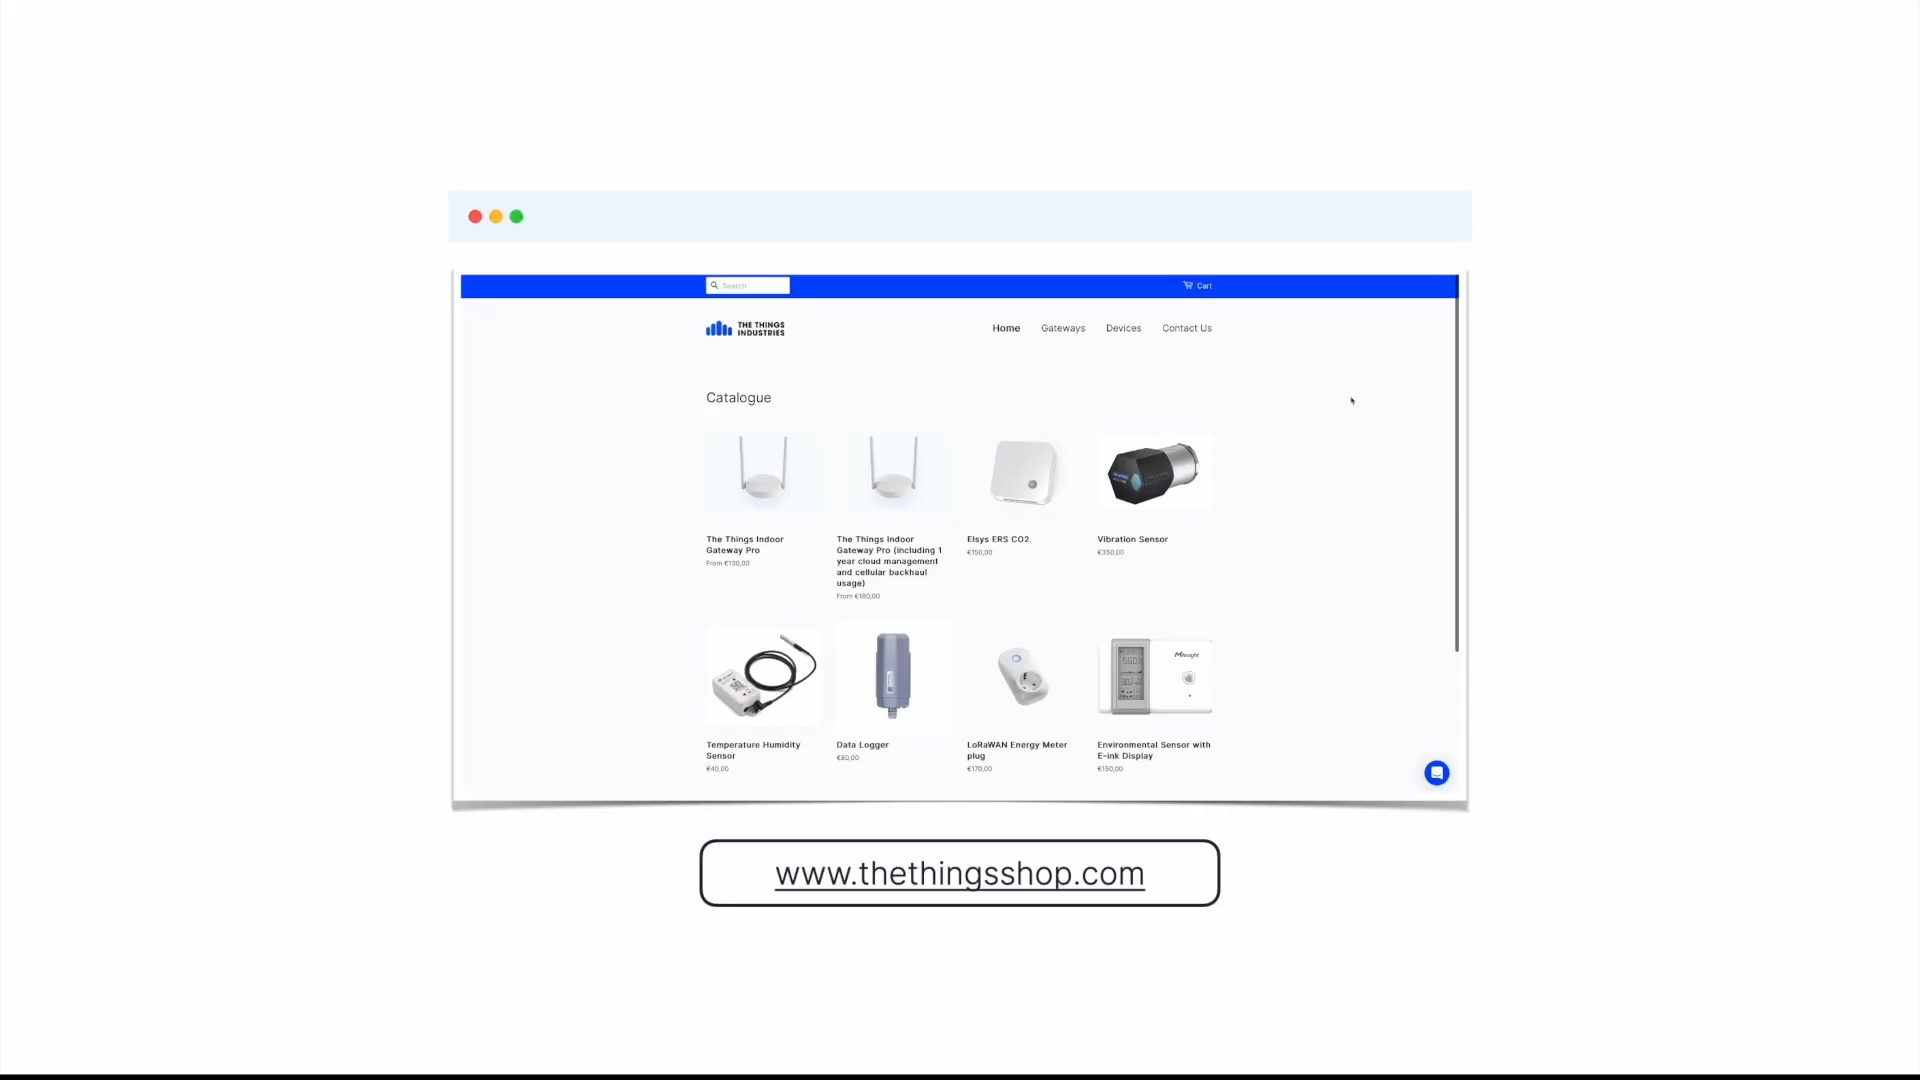 Search
Cart
THE THINGS
INDUSTRIES
Home
Gateways
Devices
Contact Us
Catalogue
The Things Indoor
Gateway Pro
From €130,00
The Things Indoor
Gateway Pro (including 1
year cloud management
and cellular backhaul
usage)
From €180,00
Elsys ERS CO2
€150,00
Vibration Sensor
€350,00
Temperature Humidity
Sensor
€40,00
Data Logger
€80,00
LoRaWAN Energy Meter
plug
€170,00
Milesight
Environmental Sensor with
E-ink Display
€150,00
www.thethingsshop.com